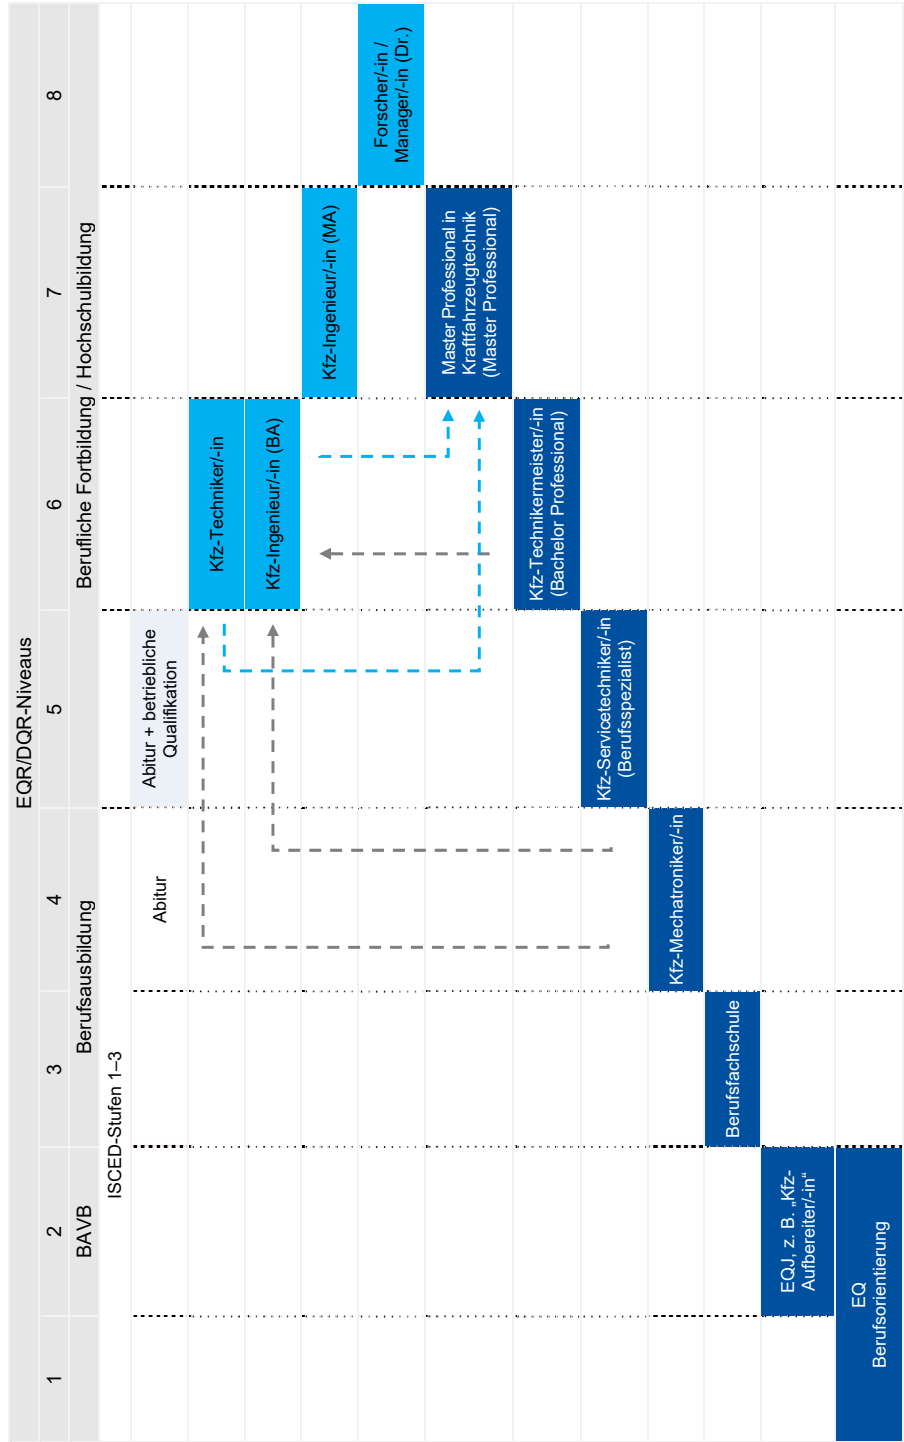 EQR/DQR-Niveaus
1
2
3
4
5
6
7
8
BAVB
Berufsausbildung
Berufliche Fortbildung / Hochschulbildung
ISCED-Stufen 1–3
Abitur
Abitur + betriebliche
Qualifikation
Kfz-Techniker/-in
Kfz-Ingenieur/-in (BA)
Kfz-Ingenieur/-in (MA)
Forscher/-in /
Manager/-in (Dr.)
Master Professional in
Kraftfahrzeugtechnik
(Master Professional)
Kfz-Technikermeister/-in
(Bachelor Professional)
Kfz-Servicetechniker/-in
(Berufsspezialist)
Kfz-Mechatroniker/-in
Berufsfachschule
EQJ, z. B. „Kfz-
Aufbereiter/-in“
EQ
Berufsorientierung